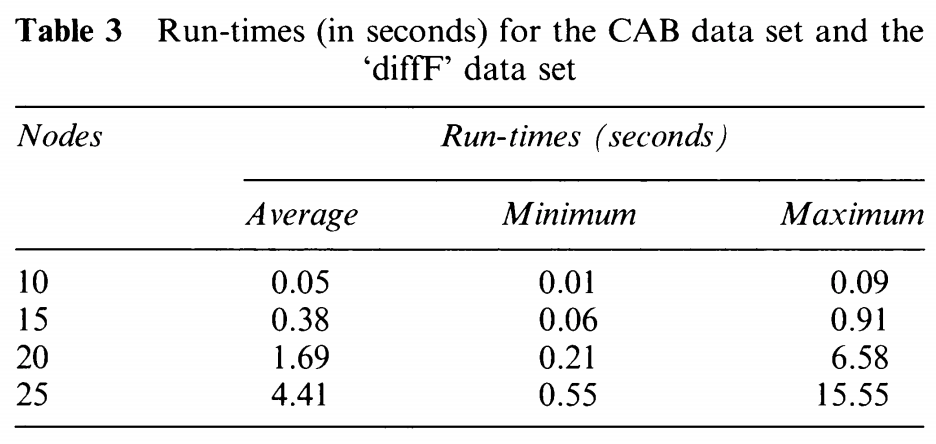 Table 3 Run-times (in seconds) for the CAB data set and the
‘diffF’ data set
Nodes Run-times (seconds)
Average Minimum Maximum
10 0.05 0.01 0.09
15 0.38 0.06 0.91
20 1.69 0.21 6.58
25 4.41 0.55 15.55